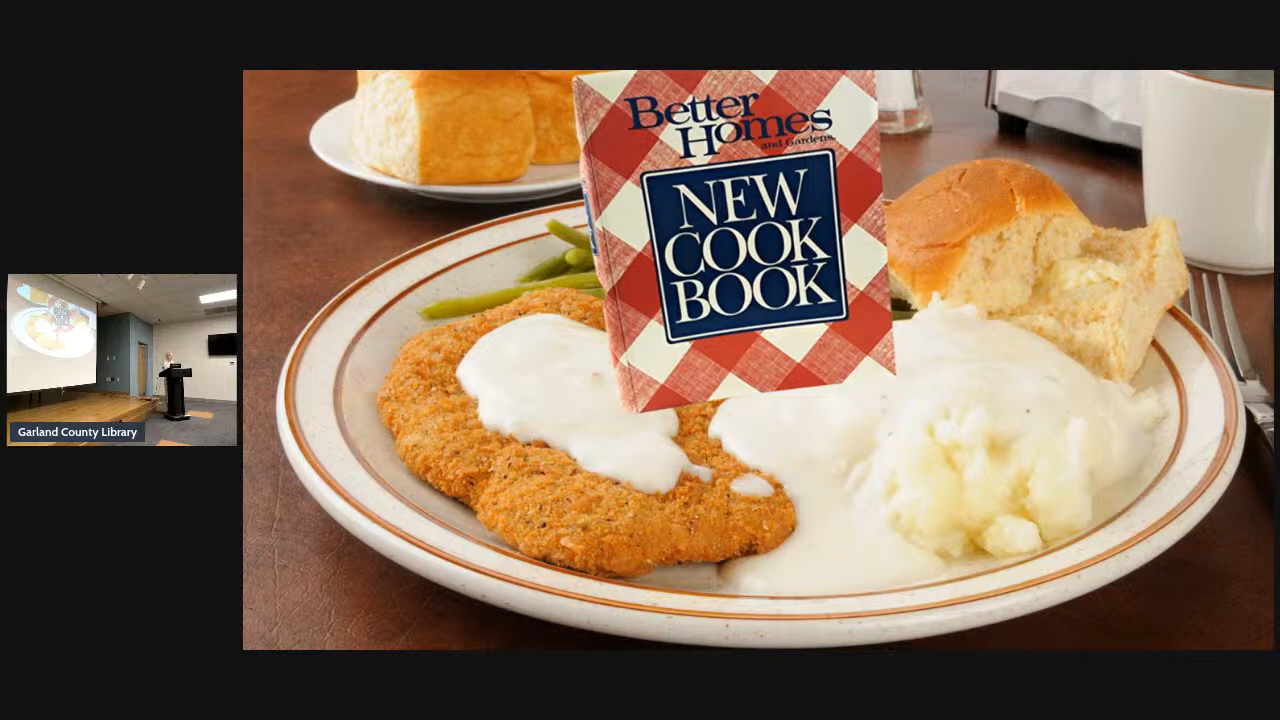 Better
Homes
and Gardens.
NEW
COOK
BOOK
Garland County Library